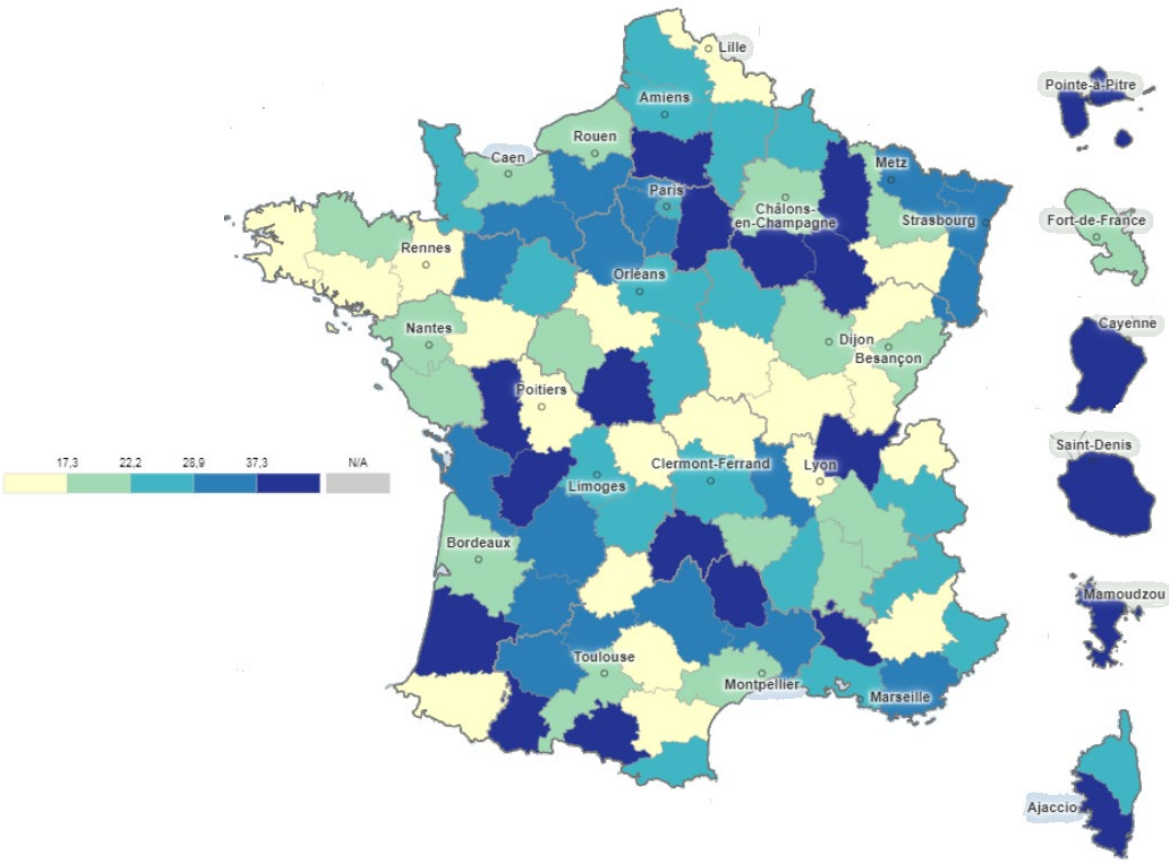 Lille
Pointe-à-Pitre
Amiens
Rouen
Caen
Metz
Paris
Châlons-
en-Champagne
Strasbourg
Fort-de-France
Rennes
Orléans
Cayenne
Nantes
Dijon
Besançon
Poitiers
Saint-Denis
17,3 22,2 28,9 37,3 N/A
Clermont-Ferrand
Lyon
Limoges
Bordeaux
Mamoudzou
Toulouse
Montpellier
Marseille
Ajaccio